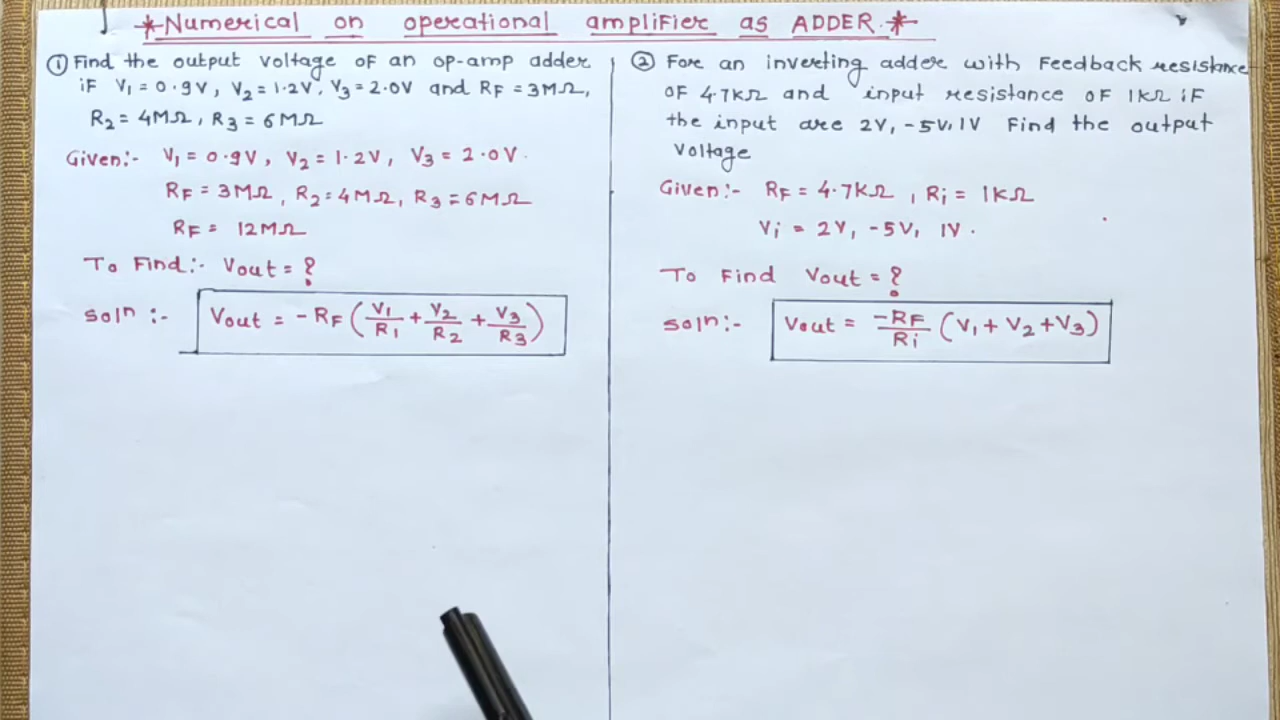 *Numerical on operational amplifier as ADDER.*
① Find the output voltage of an op-amp adder
if V₁ = 0.9V, V₂ = 1.2V, V₃ = 2.0V and RF = 3MΩ,
R₂ = 4MΩ, R₃ = 6MΩ
Given:- V₁ = 0.9V, V₂ = 1.2V, V₃ = 2.0V.
RF = 3MΩ, R₂ = 4MΩ, R₃ = 6MΩ
RF = 12MΩ
To Find:- Vout = ?
Soln :- Vout = -RF (V₁/R₁ + V₂/R₂ + V₃/R₃)
② For an inverting adder with Feedback resistance
of 4.7kΩ and input resistance of 1kΩ if
the input are 2V, -5V, 1V Find the output
Voltage
Given:- RF = 4.7kΩ, Ri = 1kΩ
Vi = 2V, -5V, 1V.
To Find Vout = ?
Soln:- Vout = -RF/Ri (V₁ + V₂ + V₃)